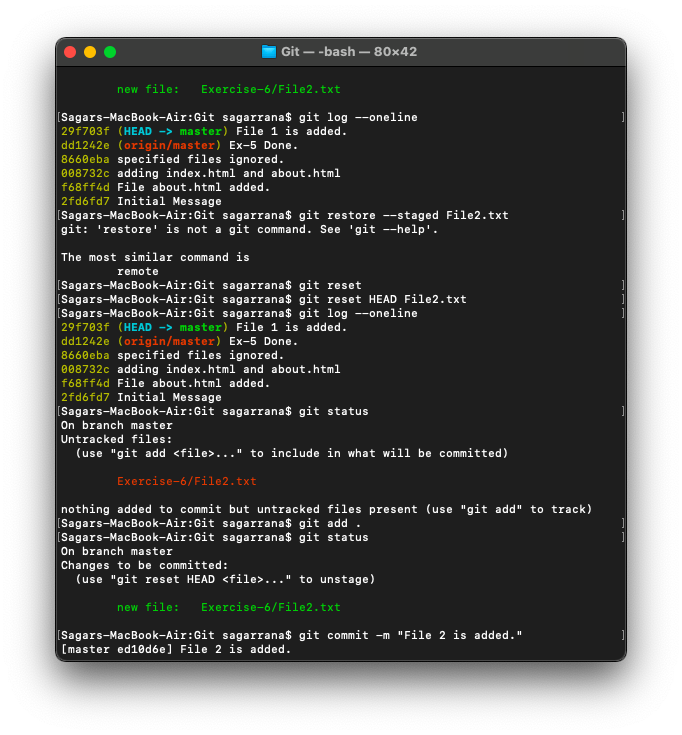 Git — -bash — 80×42
new file:   Exercise-6/File2.txt
[Sagars-MacBook-Air:Git sagarrana$ git log --oneline ]
29f703f (HEAD -> master) File 1 is added.
dd1242e (origin/master) Ex-5 Done.
8660eba specified files ignored.
008732c adding index.html and about.html
f68ff4d File about.html added.
2fd6fd7 Initial Message
[Sagars-MacBook-Air:Git sagarrana$ git restore --staged File2.txt ]
git: 'restore' is not a git command. See 'git --help'.
The most similar command is
remote
[Sagars-MacBook-Air:Git sagarrana$ git reset ]
[Sagars-MacBook-Air:Git sagarrana$ git reset HEAD File2.txt ]
[Sagars-MacBook-Air:Git sagarrana$ git log --oneline ]
29f703f (HEAD -> master) File 1 is added.
dd1242e (origin/master) Ex-5 Done.
8660eba specified files ignored.
008732c adding index.html and about.html
f68ff4d File about.html added.
2fd6fd7 Initial Message
[Sagars-MacBook-Air:Git sagarrana$ git status ]
On branch master
Untracked files:
(use "git add <file>..." to include in what will be committed)
Exercise-6/File2.txt
nothing added to commit but untracked files present (use "git add" to track)
[Sagars-MacBook-Air:Git sagarrana$ git add . ]
[Sagars-MacBook-Air:Git sagarrana$ git status ]
On branch master
Changes to be committed:
(use "git reset HEAD <file>..." to unstage)
new file:   Exercise-6/File2.txt
[Sagars-MacBook-Air:Git sagarrana$ git commit -m "File 2 is added." ]
[master ed10d6e] File 2 is added.